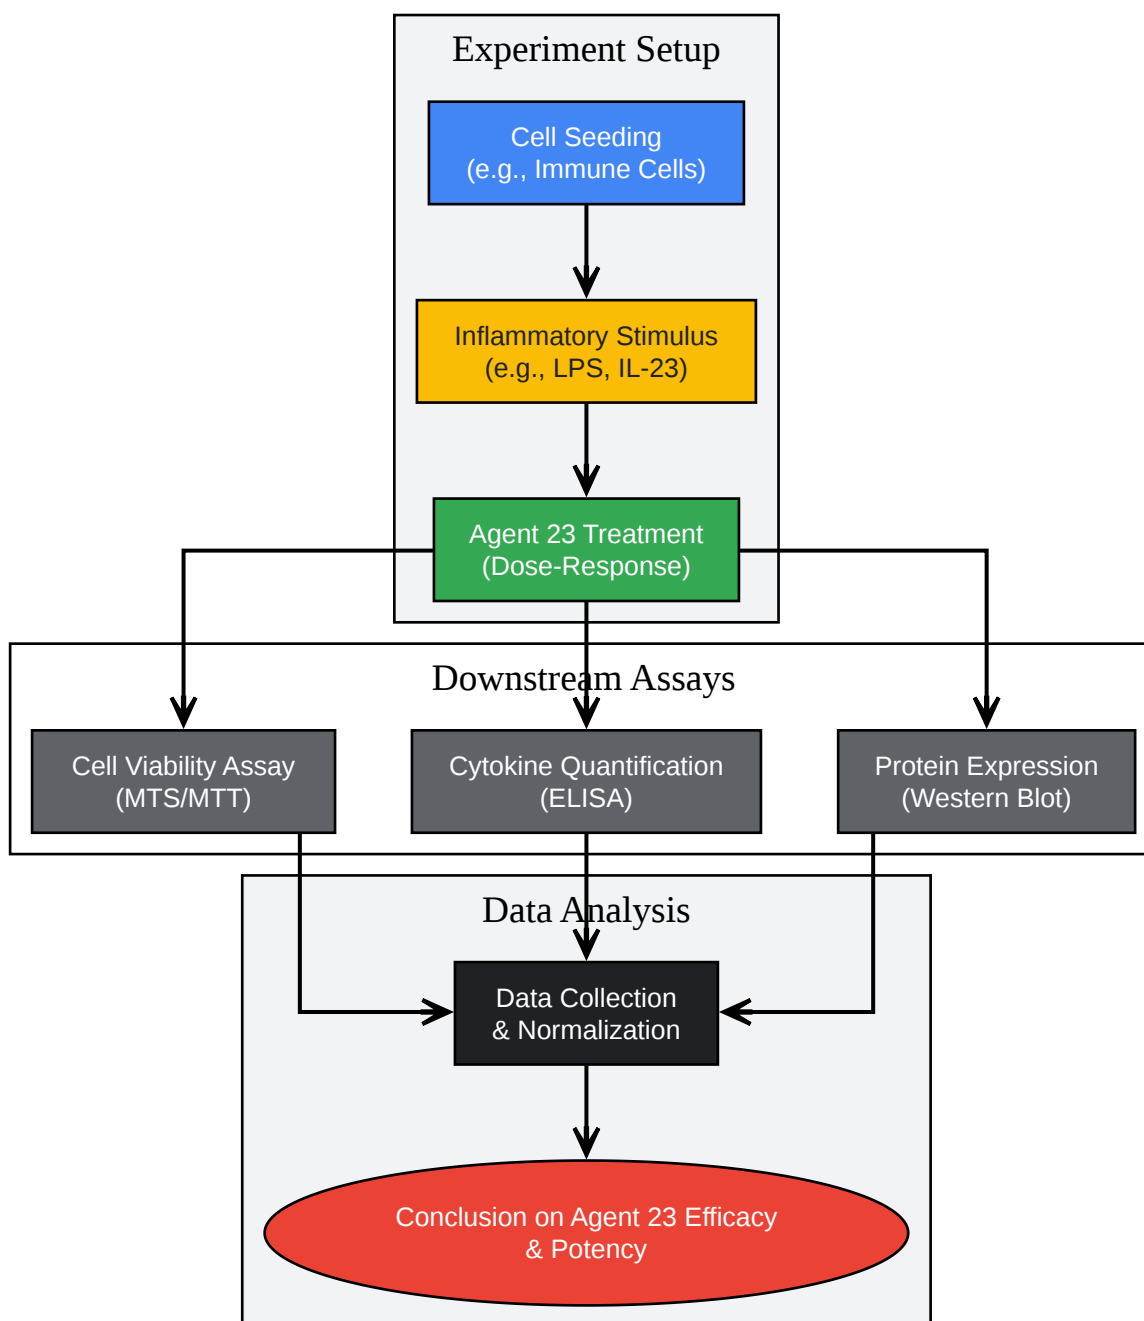 Experiment Setup
Cell Seeding
(e.g., Immune Cells)
Inflammatory Stimulus
(e.g., LPS, IL-23)
Agent 23 Treatment
(Dose-Response)
Downstream Assays
Cell Viability Assay
(MTS/MTT)
Cytokine Quantification
(ELISA)
Protein Expression
(Western Blot)
Data Analysis
Data Collection
& Normalization
Conclusion on Agent 23 Efficacy
& Potency